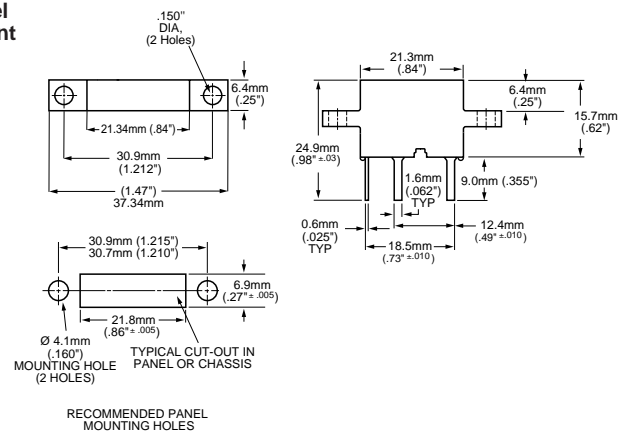 el
nt
.150"
DIA,
(2 Holes)
6.4mm
(.25")
21.34mm (.84")
30.9mm
(1.212")
(1.47")
37.34mm
21.3mm
(.84")
6.4mm
(.25")
15.7mm
(.62")
24.9mm
(.98" ±.03)
1.6mm
(.062")
TYP
9.0mm (.355")
0.6mm
(.025")
TYP
12.4mm
(.49" ±.010)
18.5mm
(.73" ±.010)
30.9mm (1.215")
30.7mm (1.210")
6.9mm
(.27" ± .005)
21.8mm
(.86" ± .005)
Ø 4.1mm
(.160")
MOUNTING HOLE
(2 HOLES)
TYPICAL CUT-OUT IN
PANEL OR CHASSIS
RECOMMENDED PANEL
MOUNTING HOLES